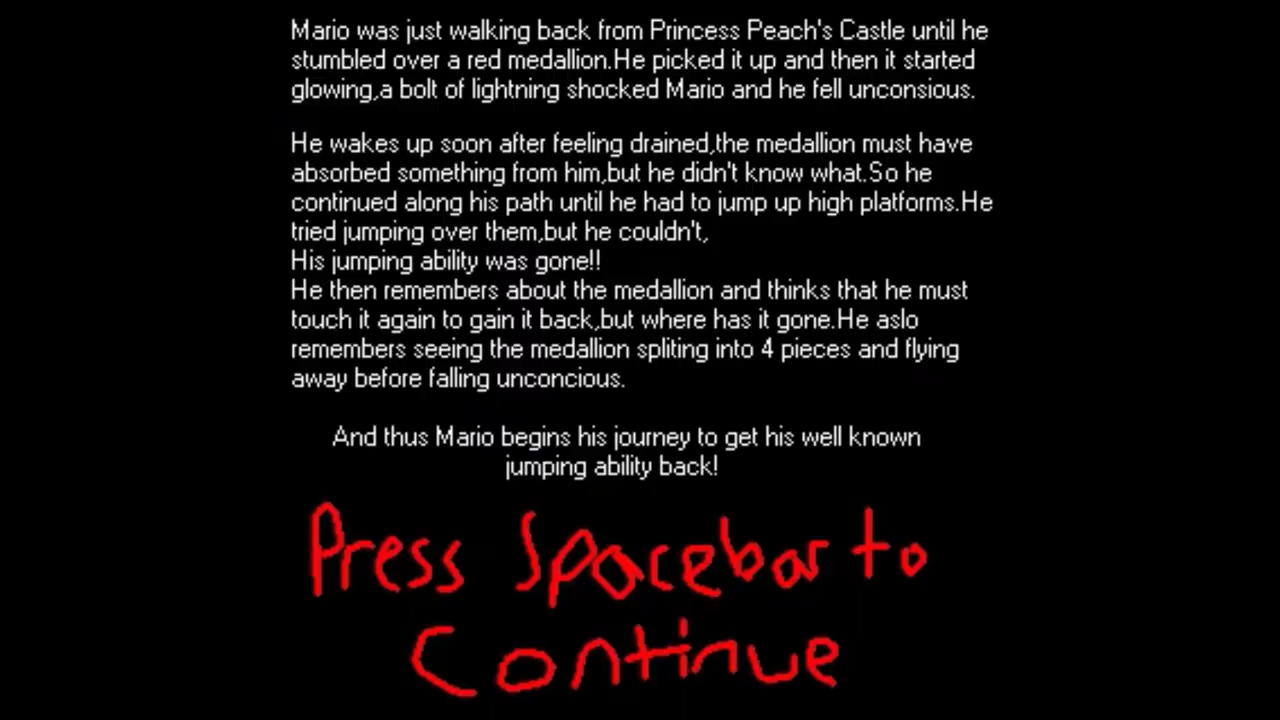 Mario was just walking back from Princess Peach's Castle until he
stumbled over a red medallion.He picked it up and then it started
glowing,a bolt of lightning shocked Mario and he fell unconsious.
He wakes up soon after feeling drained,the medallion must have
absorbed something from him,but he didn't know what.So he
continued along his path until he had to jump up high platforms.He
tried jumping over them,but he couldn't,
His jumping ability was gone!!
He then remembers about the medallion and thinks that he must
touch it again to gain it back,but where has it gone.He aslo
remembers seeing the medallion spliting into 4 pieces and flying
away before falling unconcious.
And thus Mario begins his journey to get his well known
jumping ability back!
Press Spacebar to
Continue